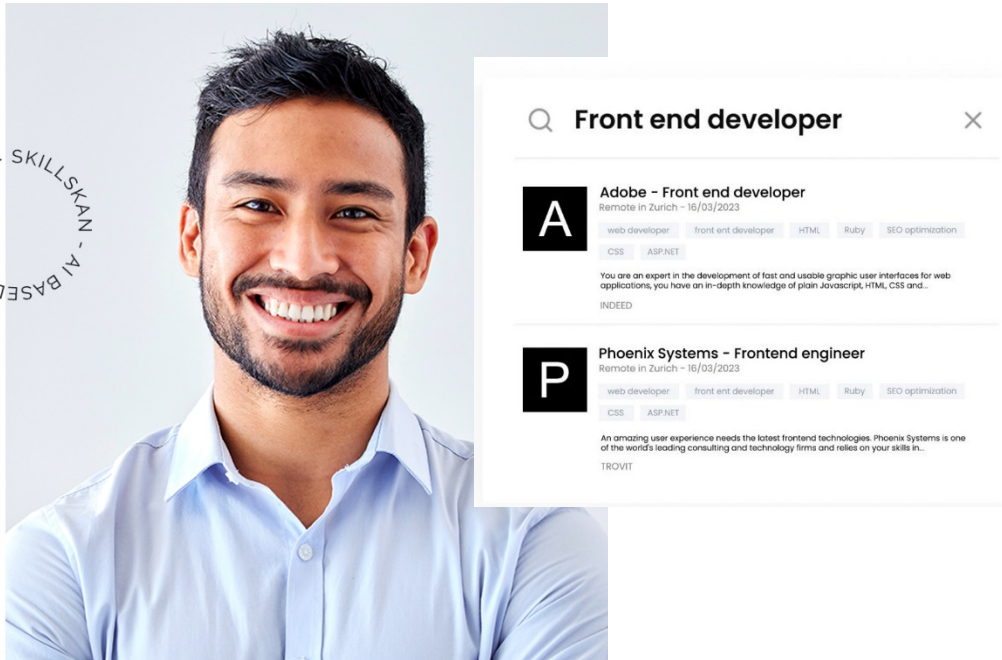 SKILLSKAN - AI BASED
Front end developer
A
Adobe - Front end developer
Remote in Zurich - 16/03/2023
web developer front ent developer HTML Ruby SEO optimization
CSS ASP.NET
You are an expert in the development of fast and usable graphic user interfaces for web
applications, you have an in-depth knowledge of plain Javascript, HTML, CSS and...
INDEED
P
Phoenix Systems - Frontend engineer
Remote in Zurich - 16/03/2023
web developer front ent developer HTML Ruby SEO optimization
CSS ASP.NET
An amazing user experience needs the latest frontend technologies. Phoenix Systems is one
of the world's leading consulting and technology firms and relies on your skills in...
TROVIT